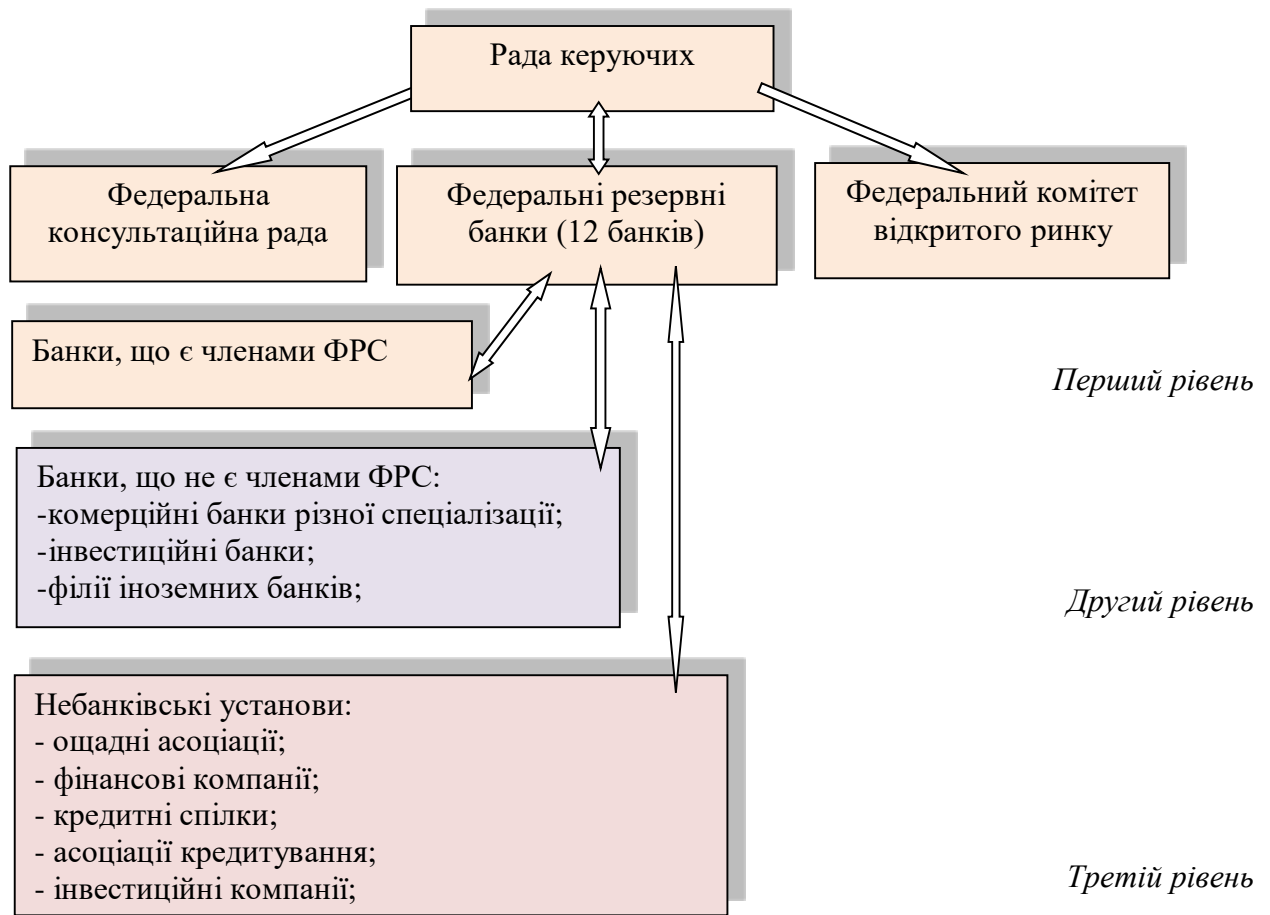 Рада керуючих
Федеральна
консультаційна рада
Федеральні резервні
банки (12 банків)
Федеральний комітет
відкритого ринку
Банки, що є членами ФРС
Перший рівень
Банки, що не є членами ФРС:
-комерційні банки різної спеціалізації;
-інвестиційні банки;
-філії іноземних банків;
Другий рівень
Небанківські установи:
- ощадні асоціації;
- фінансові компанії;
- кредитні спілки;
- асоціації кредитування;
- інвестиційні компанії;
Третій рівень